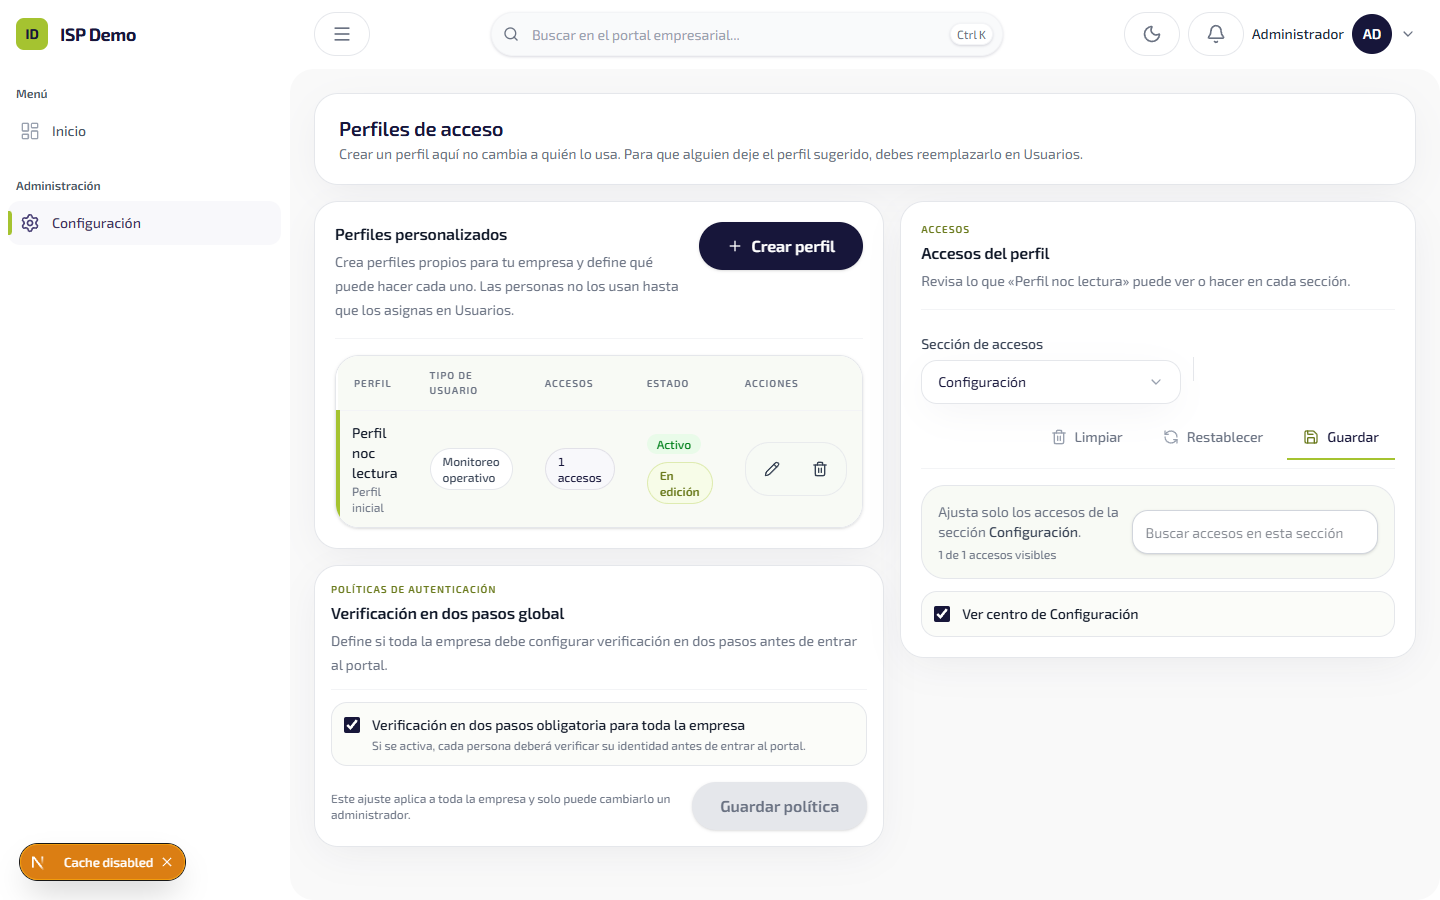 ID ISP Demo
Buscar en el portal empresarial...
Ctrl K
Administrador
AD
Menú
Inicio
Administración
Configuración
Perfiles de acceso
Crear un perfil aquí no cambia a quién lo usa. Para que alguien deje el perfil sugerido, debes reemplazarlo en Usuarios.
Perfiles personalizados
Crea perfiles propios para tu empresa y define qué
puede hacer cada uno. Las personas no los usan hasta
que los asignas en Usuarios.
Crear perfil
PERFIL
TIPO DE
USUARIO
ACCESOS
ESTADO
ACCIONES
Perfil
noc
lectura
Perfil
inicial
Monitoreo
operativo
1
accesos
Activo
En
edición
POLÍTICAS DE AUTENTICACIÓN
Verificación en dos pasos global
Define si toda la empresa debe configurar verificación en dos pasos antes de entrar
al portal.
Verificación en dos pasos obligatoria para toda la empresa
Si se activa, cada persona deberá verificar su identidad antes de entrar al portal.
Este ajuste aplica a toda la empresa y solo puede cambiarlo un
administrador.
Guardar política
ACCESOS
Accesos del perfil
Revisa lo que «Perfil noc lectura» puede ver o hacer en cada sección.
Sección de accesos
Configuración
Limpiar
Restablecer
Guardar
Ajusta solo los accesos de la
sección Configuración.
1 de 1 accesos visibles
Buscar accesos en esta sección
Ver centro de Configuración
Cache disabled